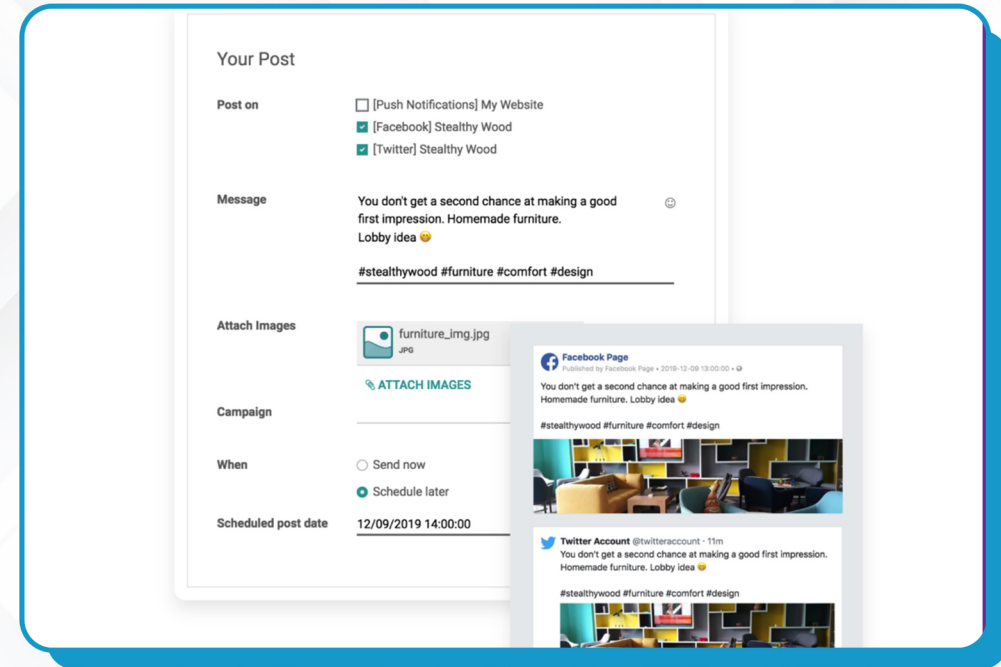 Your Post
Post on
[Push Notifications] My Website
[Facebook] Stealthy Wood
[Twitter] Stealthy Wood
Message
You don't get a second chance at making a good
first impression. Homemade furniture.
Lobby idea 😄
#stealthywood #furniture #comfort #design
Attach Images
furniture_img.jpg
JPG
ATTACH IMAGES
Campaign
When
Send now
Schedule later
Scheduled post date
12/09/2019 14:00:00
Facebook Page
Published by Facebook Page • 2019-12-09 13:00:00 •
You don't get a second chance at making a good first impression.
Homemade furniture. Lobby idea 😄
#stealthywood #furniture #comfort #design
Twitter Account @twitteraccount · 11m
You don't get a second chance at making a good first impression.
Homemade furniture. Lobby idea 😄
#stealthywood #furniture #comfort #design